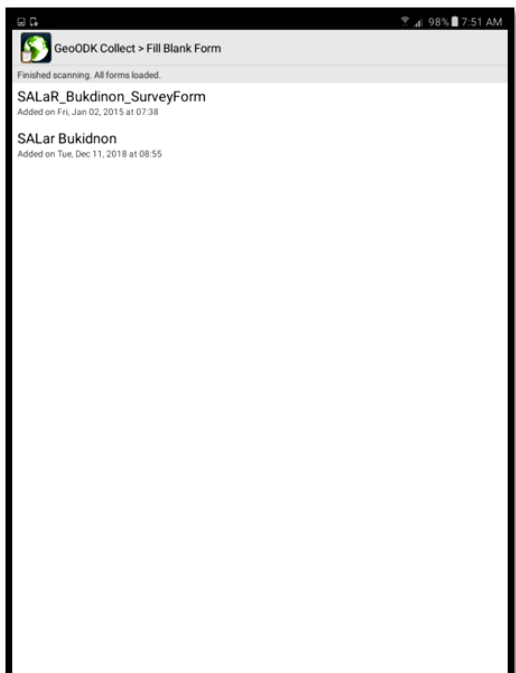 98% 7:51 AM
GeoODK Collect > Fill Blank Form
Finished scanning. All forms loaded.
SALaR_Bukdinon_SurveyForm
Added on Fri, Jan 02, 2015 at 07:38
SALar Bukidnon
Added on Tue, Dec 11, 2018 at 08:55